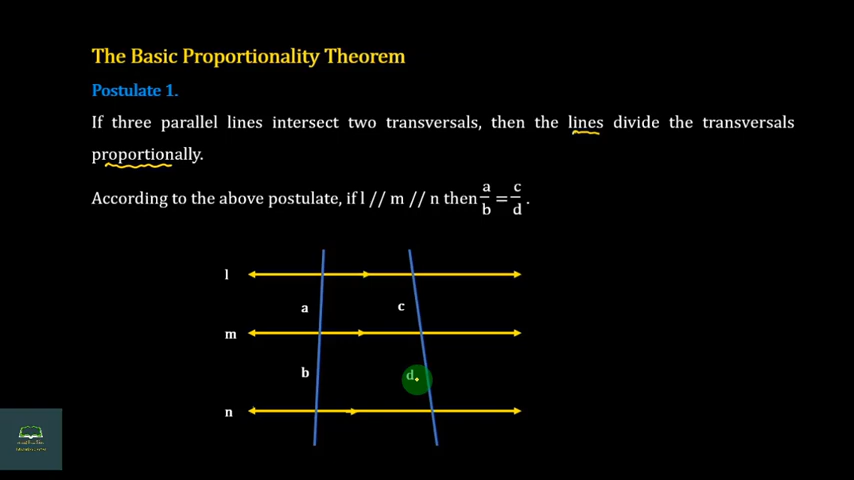 The Basic Proportionality Theorem
Postulate 1.
If three parallel lines intersect two transversals, then the lines divide the transversals
proportionally.
According to the above postulate, if l // m // n then a/b = c/d .
l
a c
m
b d
n